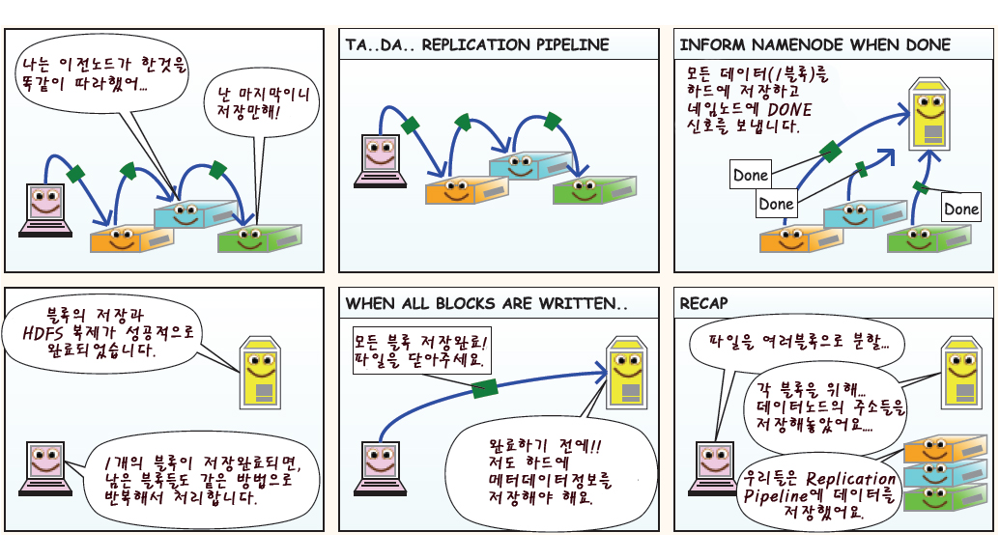 나는 이전노드가 한것을
똑같이 따라했어...
난 마지막이니
저장만해!
TA..DA.. REPLICATION PIPELINE
INFORM NAMENODE WHEN DONE
모든 데이터(1블록)를
하드에 저장하고
네임노드에 DONE
신호를 보냅니다.
Done
Done
Done
블록의 저장과
HDFS 복제가 성공적으로
완료되었습니다.
1개의 블록이 저장완료되면,
남은 블록들도 같은 방법으로
반복해서 처리합니다.
WHEN ALL BLOCKS ARE WRITTEN..
모든 블록 저장완료!
파일을 닫아주세요.
완료하기 전에!!
저도 하드에
메터데이터정보를
저장해야 해요.
RECAP
파일을 여러블록으로 분할...
각 블록을 위해...
데이터노드의 주소들을
저장해놓았어요....
우리들은 Replication
Pipeline에 데이터를
저장했어요.